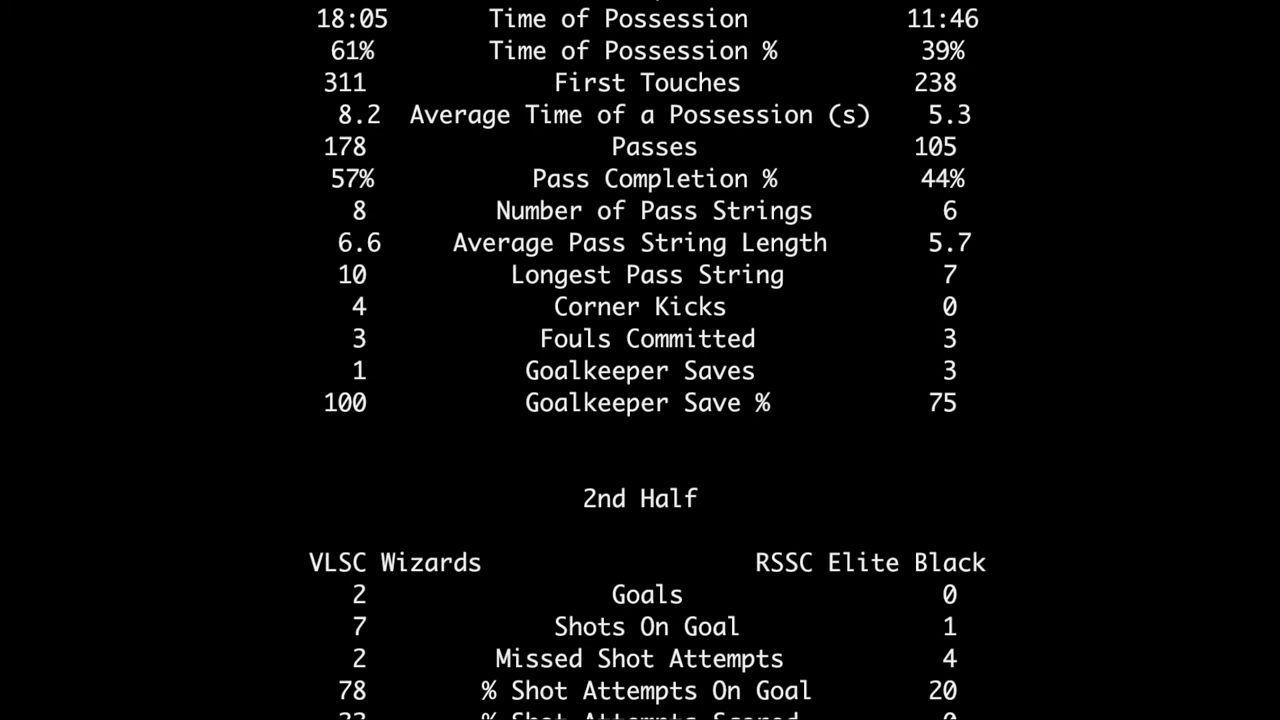 18:05 Time of Possession 11:46
61% Time of Possession % 39%
311 First Touches 238
8.2 Average Time of a Possession (s) 5.3
178 Passes 105
57% Pass Completion % 44%
8 Number of Pass Strings 6
6.6 Average Pass String Length 5.7
10 Longest Pass String 7
4 Corner Kicks 0
3 Fouls Committed 3
1 Goalkeeper Saves 3
100 Goalkeeper Save % 75
2nd Half
VLSC Wizards RSSC Elite Black
2 Goals 0
7 Shots On Goal 1
2 Missed Shot Attempts 4
78 % Shot Attempts On Goal 20
% Shot Attempts Scored